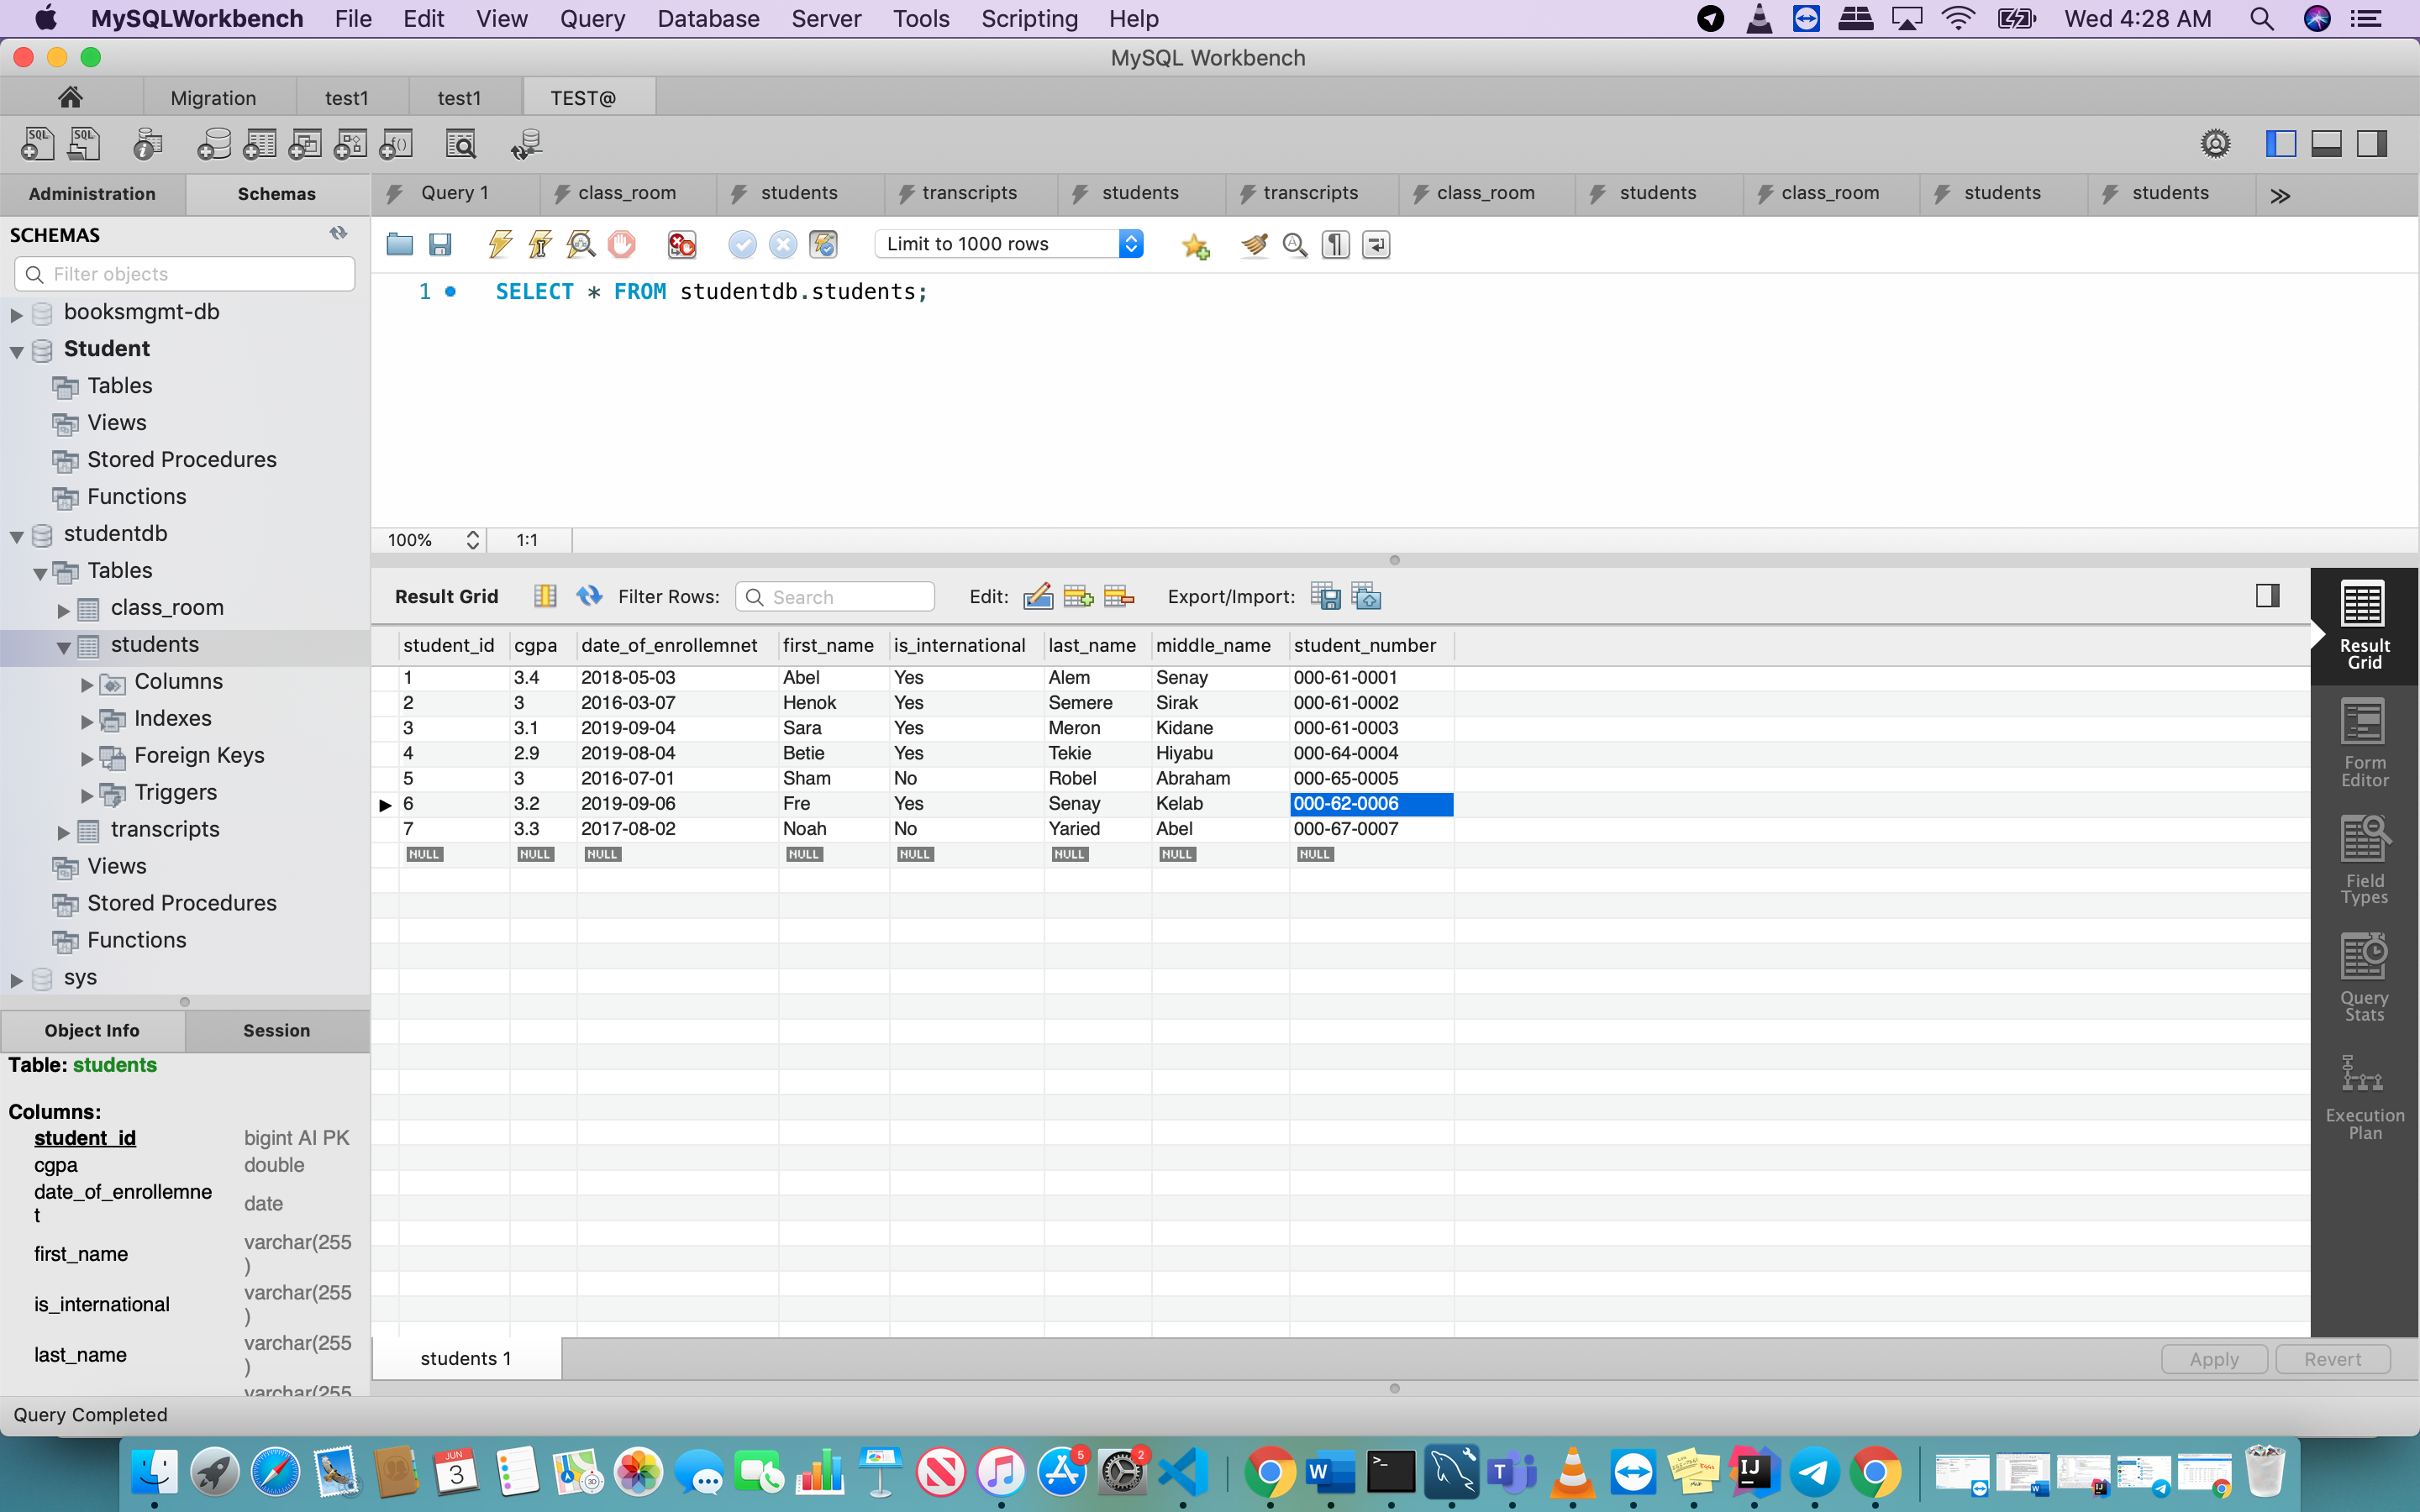 MySQLWorkbench File Edit View Query Database Server Tools Scripting Help Wed 4:28 AM
MySQL Workbench
Migration test1 test1 TEST@
SQL SQL
Administration Schemas Query 1 class_room students transcripts students transcripts class_room students class_room students students
SCHEMAS
Filter objects
Limit to 1000 rows
1 SELECT * FROM studentdb.students;
booksmgmt-db
Student
Tables
Views
Stored Procedures
Functions
studentdb
Tables
class_room
students
Columns
Indexes
Foreign Keys
Triggers
transcripts
Views
Stored Procedures
Functions
sys
100% 1:1
Result Grid Filter Rows: Search Edit: Export/Import:
student_id cgpa date_of_enrollemnet first_name is_international last_name middle_name student_number
1 3.4 2018-05-03 Abel Yes Alem Senay 000-61-0001
2 3 2016-03-07 Henok Yes Semere Sirak 000-61-0002
3 3.1 2019-09-04 Sara Yes Meron Kidane 000-61-0003
4 2.9 2019-08-04 Betie Yes Tekie Hiyabu 000-64-0004
5 3 2016-07-01 Sham No Robel Abraham 000-65-0005
6 3.2 2019-09-06 Fre Yes Senay Kelab 000-62-0006
7 3.3 2017-08-02 Noah No Yaried Abel 000-67-0007
NULL NULL NULL NULL NULL NULL NULL NULL
Result
Grid
Form
Editor
Field
Types
Query
Stats
Execution
Plan
Object Info Session
Table: students
Columns:
student_id bigint AI PK
cgpa double
date_of_enrollemne
t date
first_name varchar(255
)
is_international varchar(255
)
last_name varchar(255
)
varchar(255
students 1
Apply Revert
Query Completed
JUN
3
3D
5
2
W
>_
T
IJ